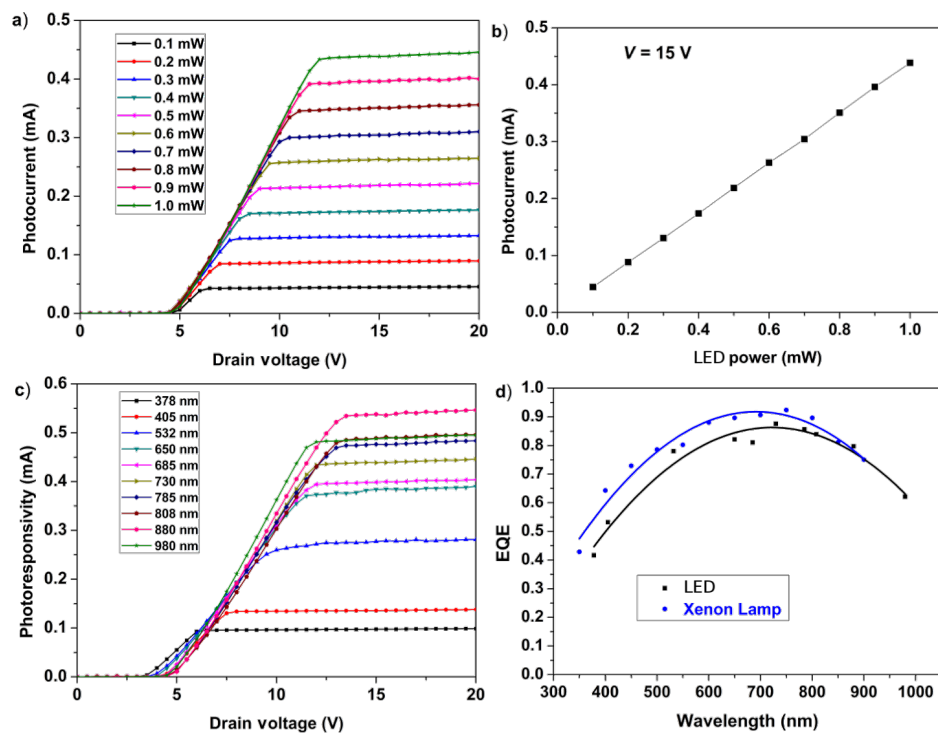 a)
0.5
0.4
0.3
0.2
0.1
0.0
Photocurrent (mA)
0.1 mW
0.2 mW
0.3 mW
0.4 mW
0.5 mW
0.6 mW
0.7 mW
0.8 mW
0.9 mW
1.0 mW
0 5 10 15 20
Drain voltage (V)
b)
V = 15 V
0.5
0.4
0.3
0.2
0.1
0.0
Photocurrent (mA)
0.0 0.2 0.4 0.6 0.8 1.0
LED power (mW)
c)
0.6
0.5
0.4
0.3
0.2
0.1
0.0
Photoresponsivity (mA)
378 nm
405 nm
532 nm
650 nm
685 nm
730 nm
785 nm
808 nm
880 nm
980 nm
0 5 10 15 20
Drain voltage (V)
d)
1.0
0.9
0.8
0.7
0.6
0.5
0.4
0.3
0.2
0.1
0.0
EQE
LED
Xenon Lamp
300 400 500 600 700 800 900 1000
Wavelength (nm)